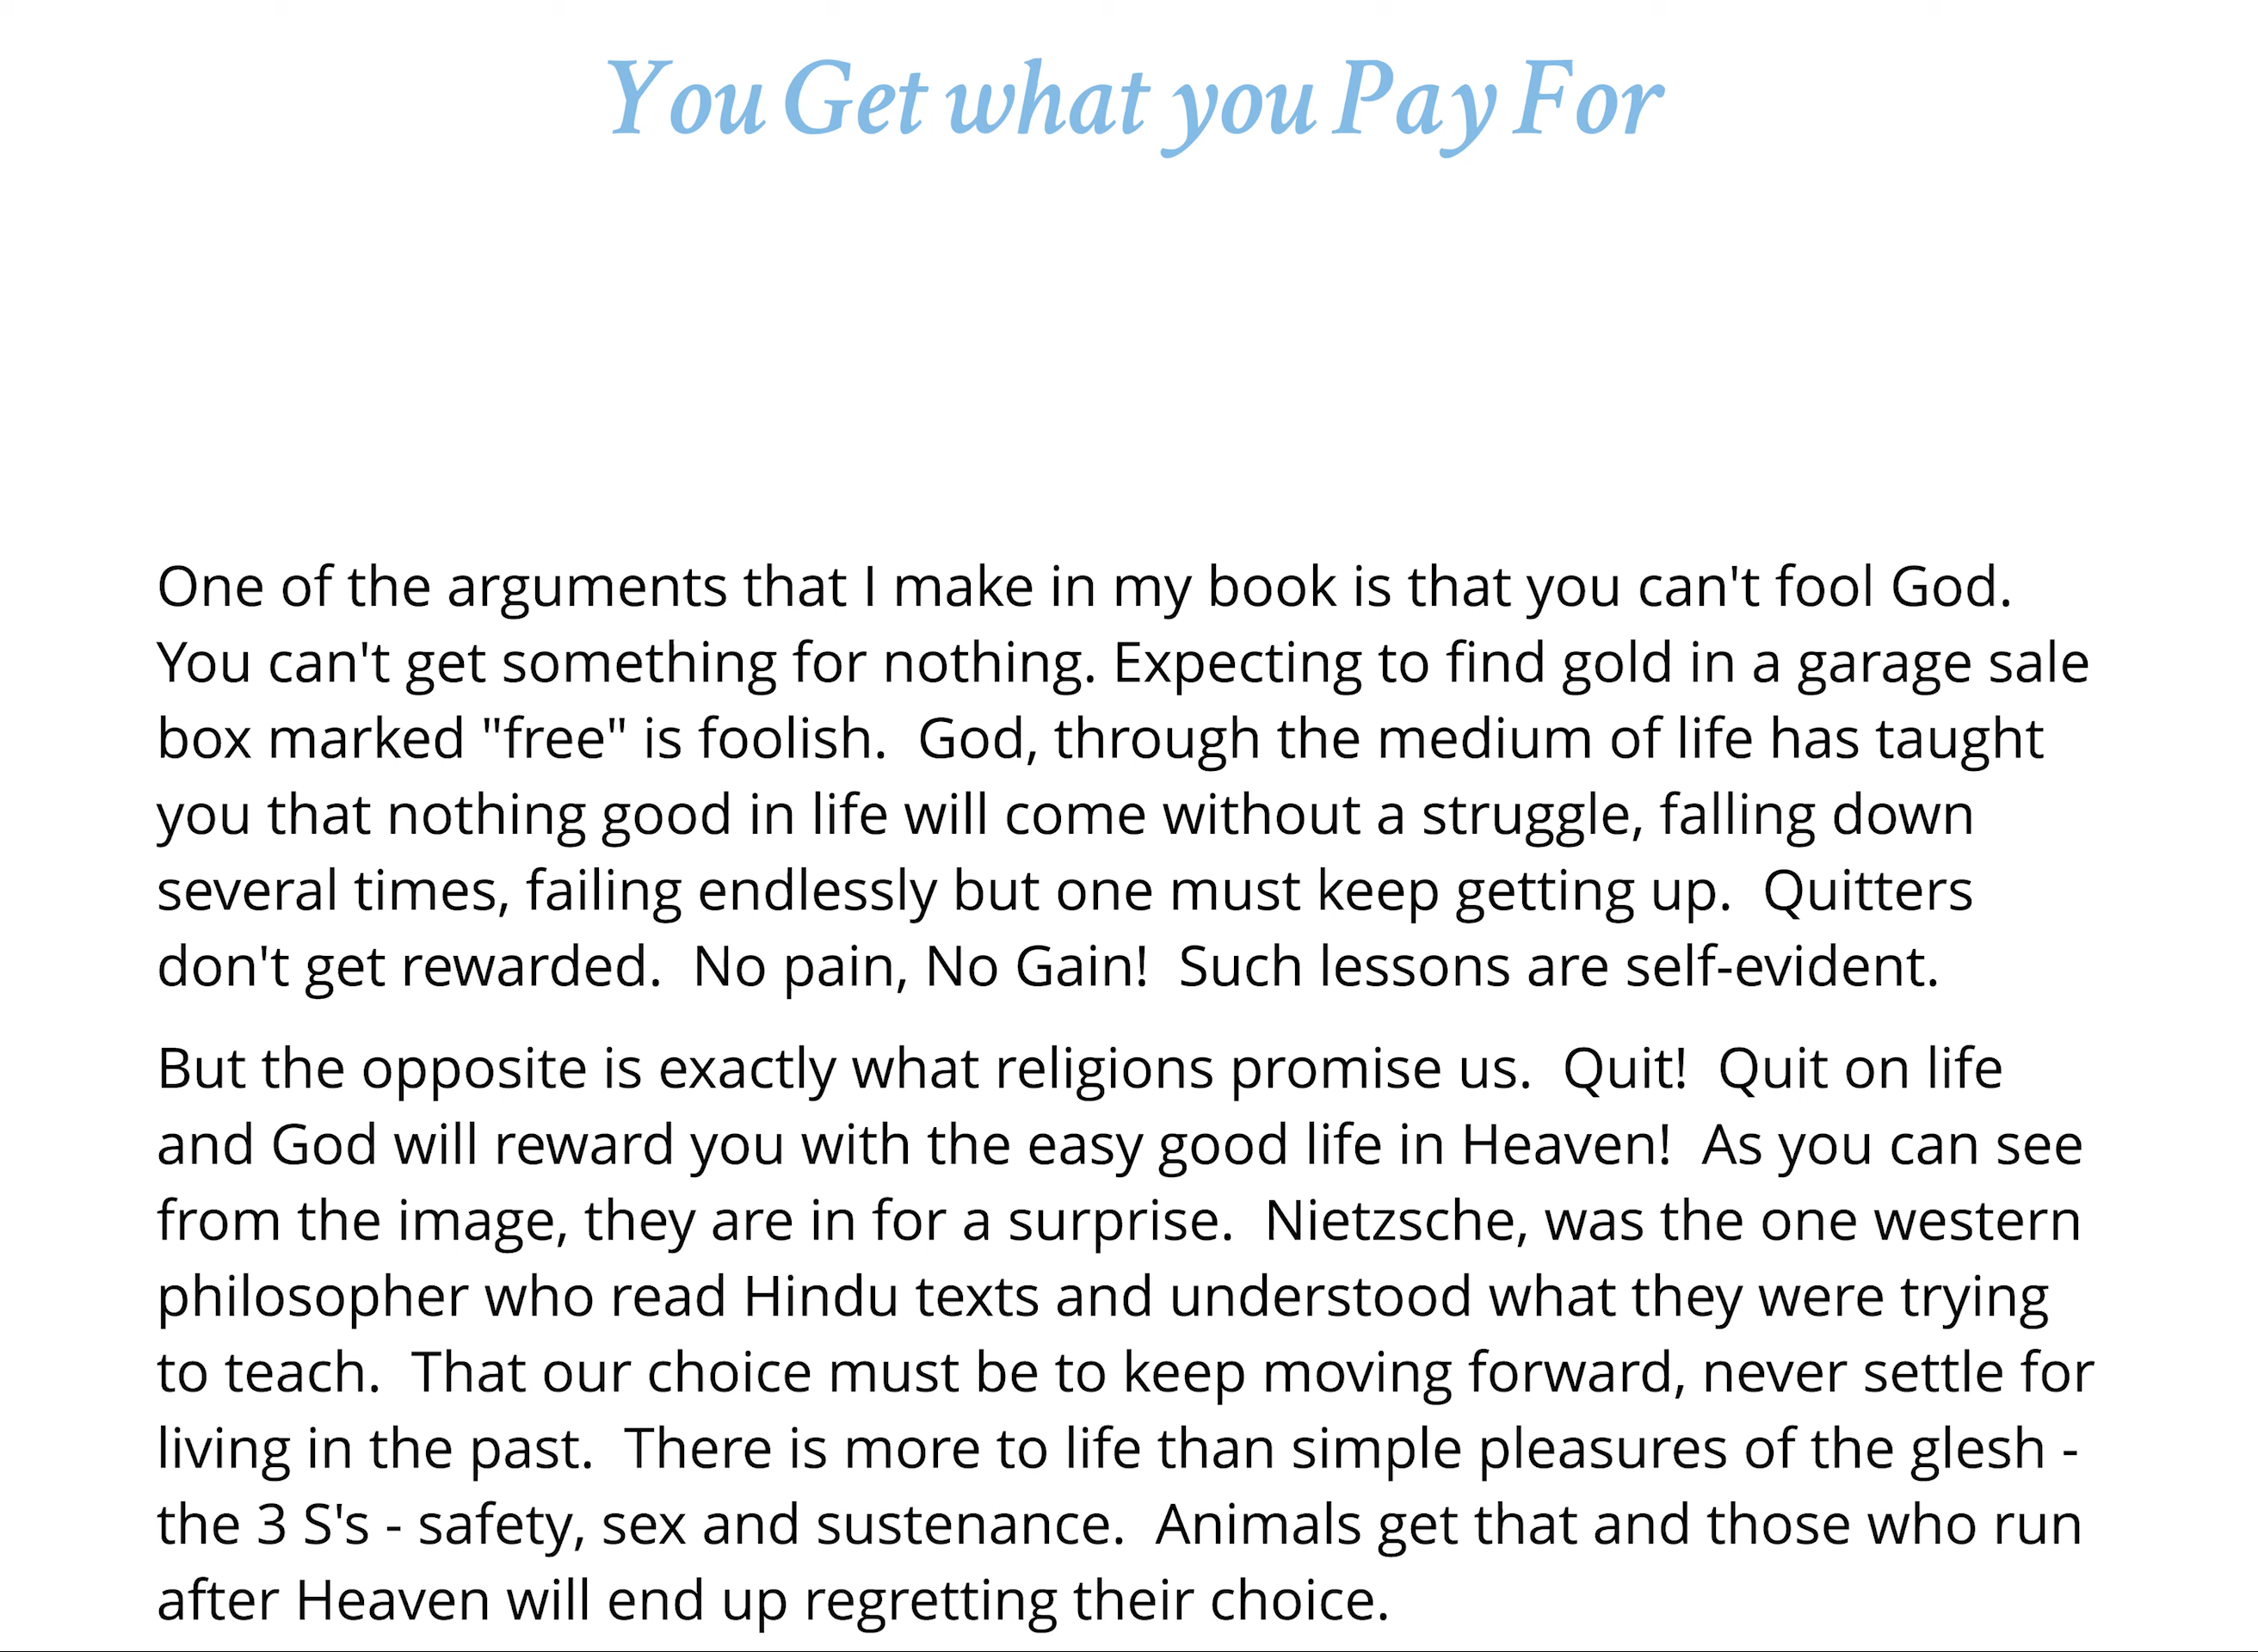 You Get what you Pay For
One of the arguments that I make in my book is that you can't fool God.
You can't get something for nothing. Expecting to find gold in a garage sale
box marked "free" is foolish.  God, through the medium of life has taught
you that nothing good in life will come without a struggle, falling down
several times, failing endlessly but one must keep getting up.  Quitters
don't get rewarded.  No pain, No Gain!  Such lessons are self-evident.
But the opposite is exactly what religions promise us.  Quit!  Quit on life
and God will reward you with the easy good life in Heaven!  As you can see
from the image, they are in for a surprise.  Nietzsche, was the one western
philosopher who read Hindu texts and understood what they were trying
to teach.  That our choice must be to keep moving forward, never settle for
living in the past.  There is more to life than simple pleasures of the glesh -
the 3 S's - safety, sex and sustenance.  Animals get that and those who run
after Heaven will end up regretting their choice.